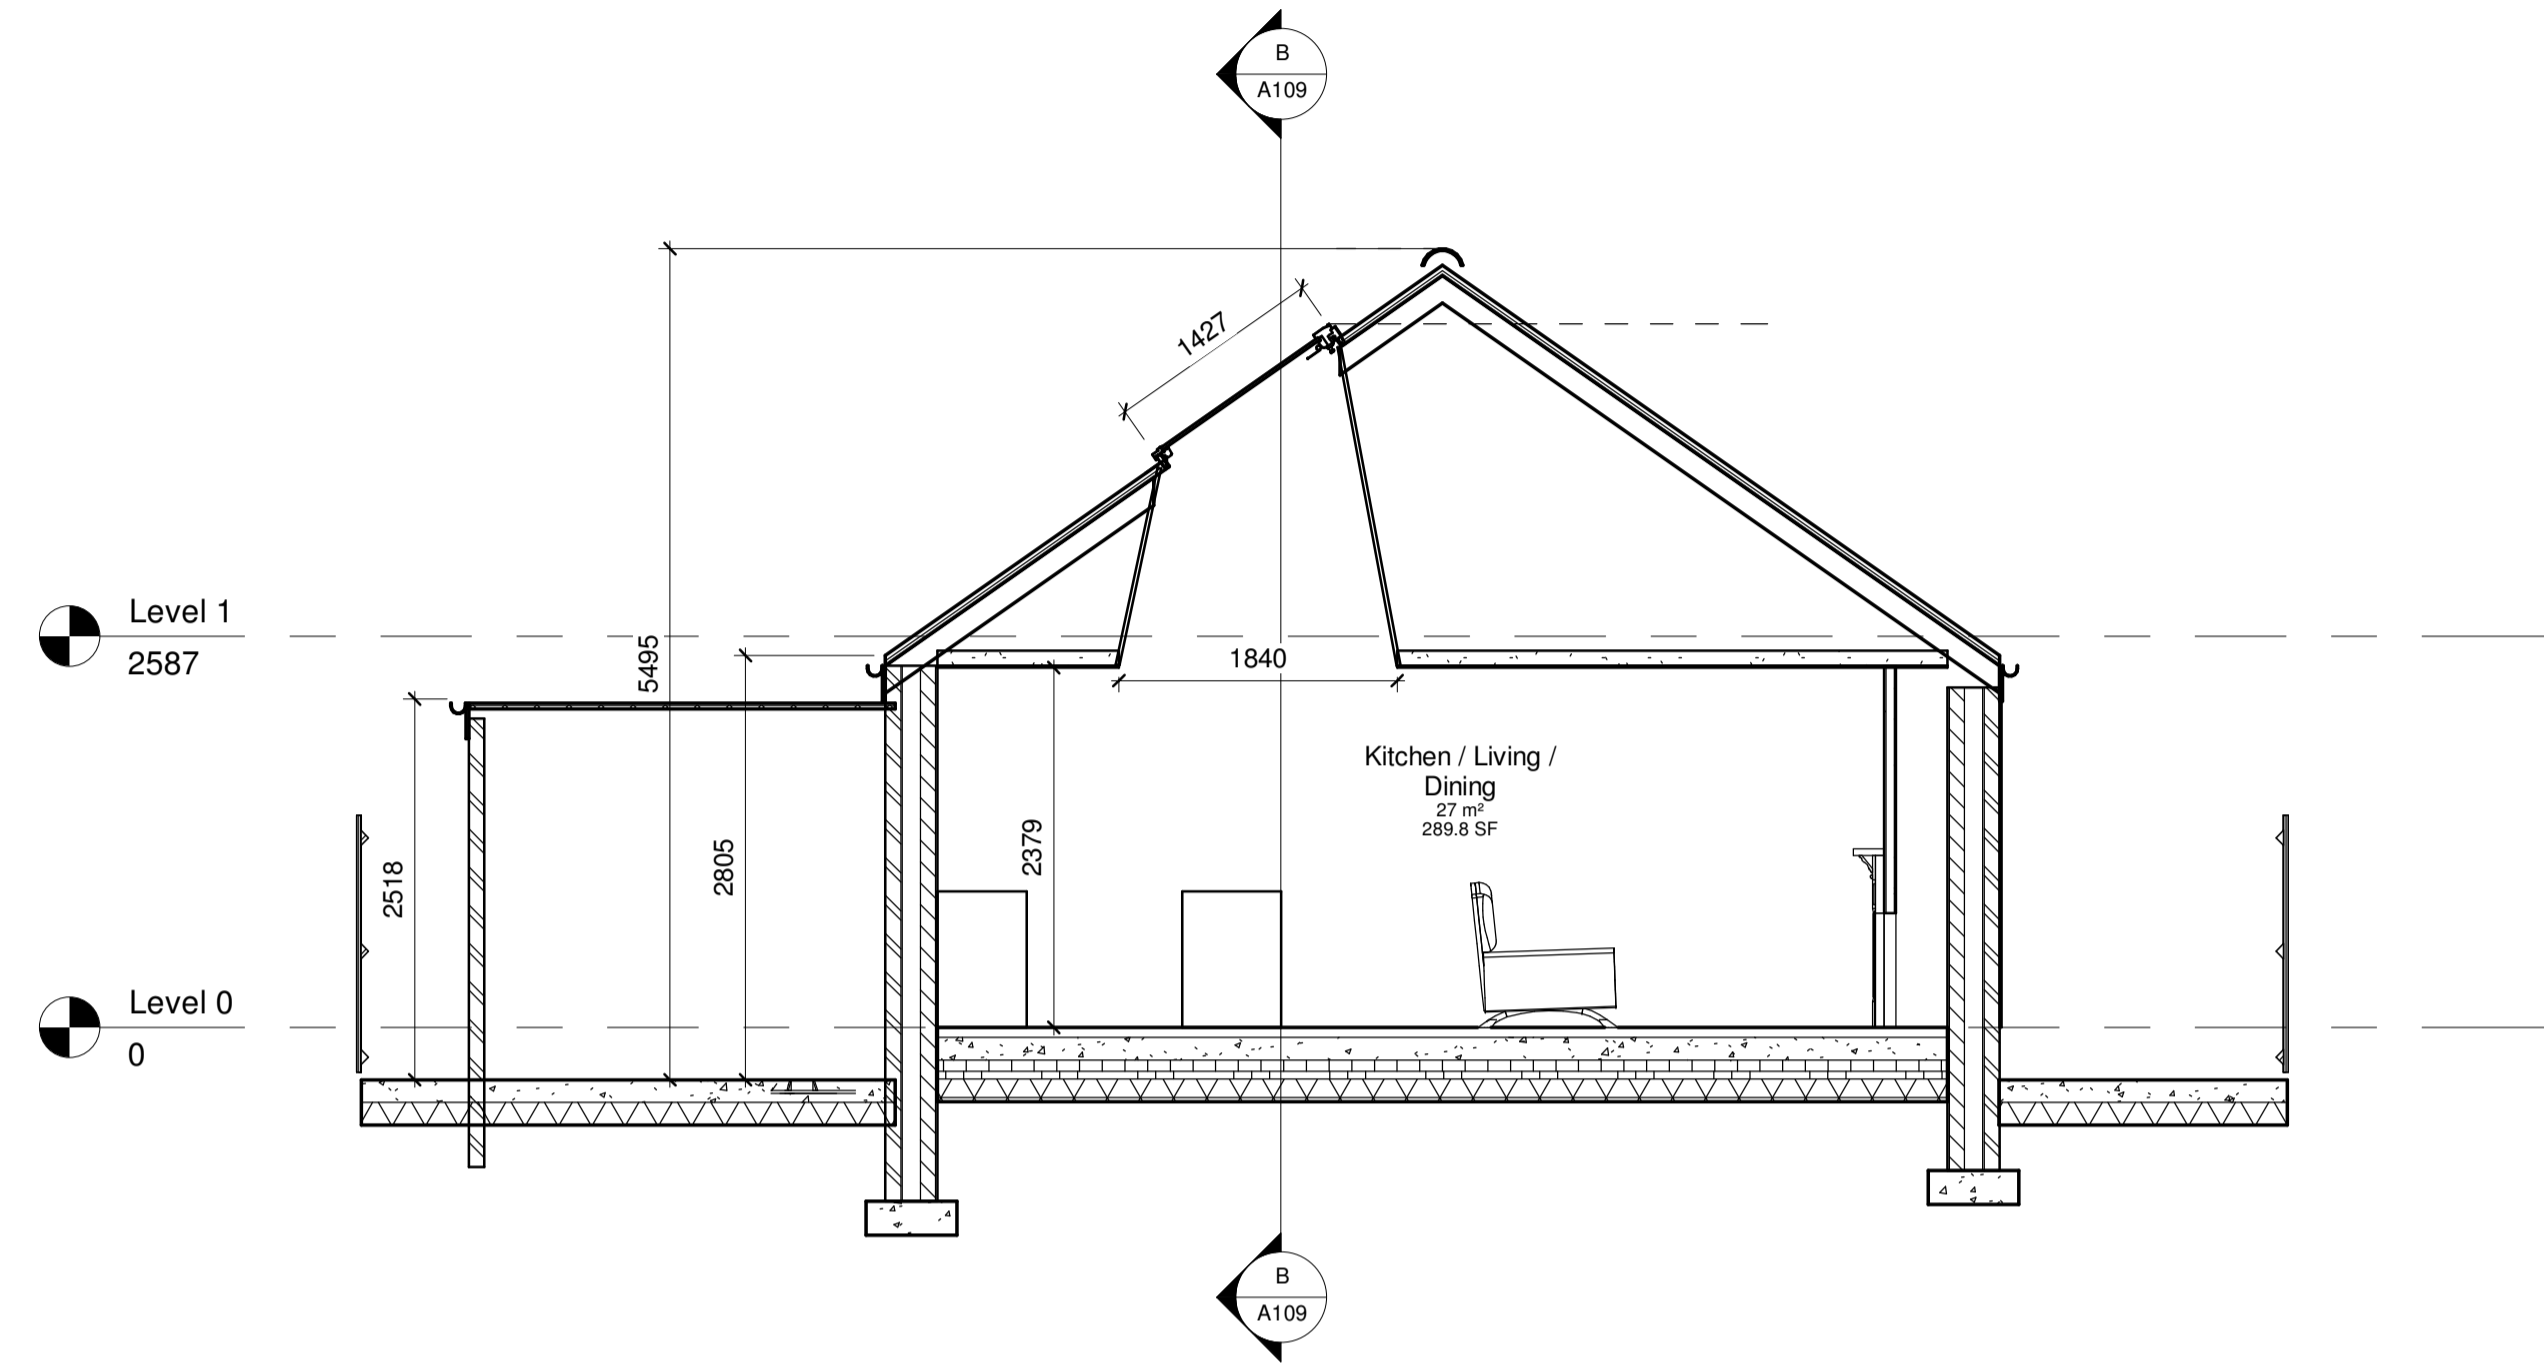 B
A109
1427
Level 1
2587
5495
1840
Kitchen / Living /
Dining
27 m²
289.8 SF
2518
2805
2379
Level 0
0
B
A109